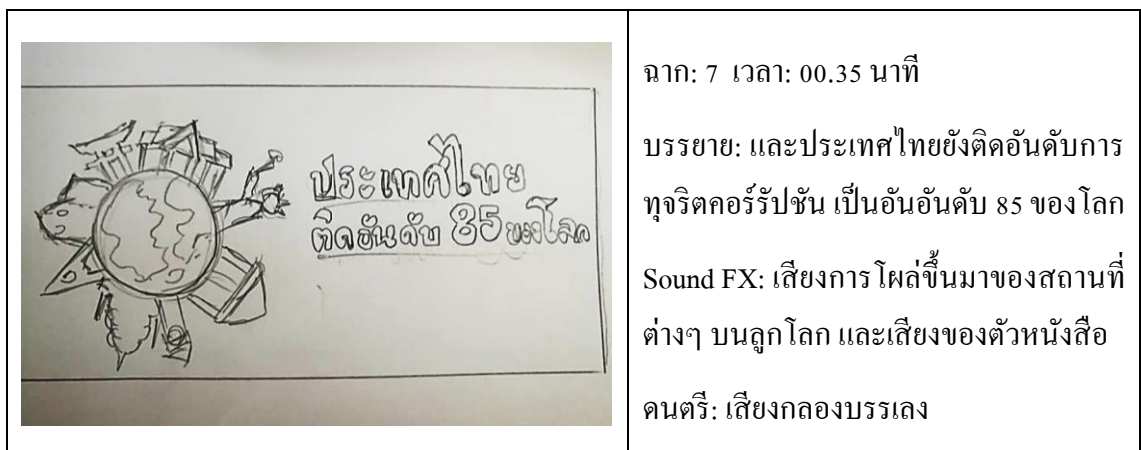 ประเทศไทย
ติดอันดับ 85 ของโลก
ฉาก: 7 เวลา: 00.35 นาที
บรรยาย: และประเทศไทยยังติดอันดับการ
ทุจริตคอร์รัปชัน เป็นอันอันดับ 85 ของโลก
Sound FX: เสียงการโผล่ขึ้นมาของสถานที่
ต่างๆ บนลูกโลก และเสียงของตัวหนังสือ
ดนตรี: เสียงกลองบรรเลง